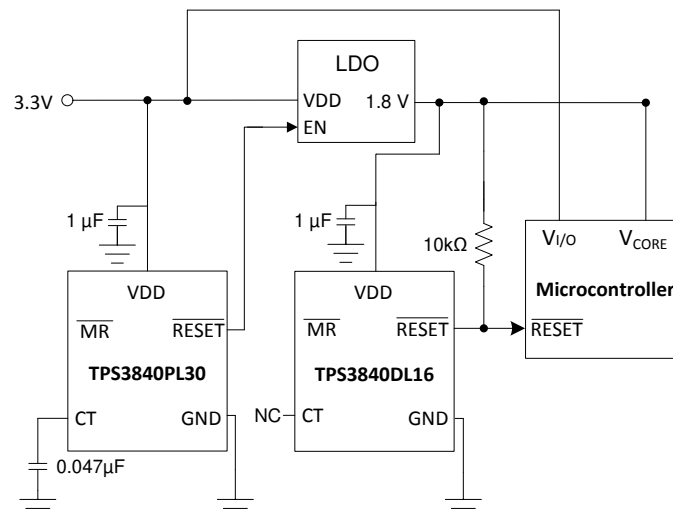 LDO
3.3V
VDD
1.8 V
EN
1 µF
1 µF
10kΩ
VI/O
VCORE
VDD
VDD
Microcontroller
MR
RESET
MR
RESET
RESET
TPS3840PL30
TPS3840DL16
CT
GND
NC
CT
GND
0.047µF